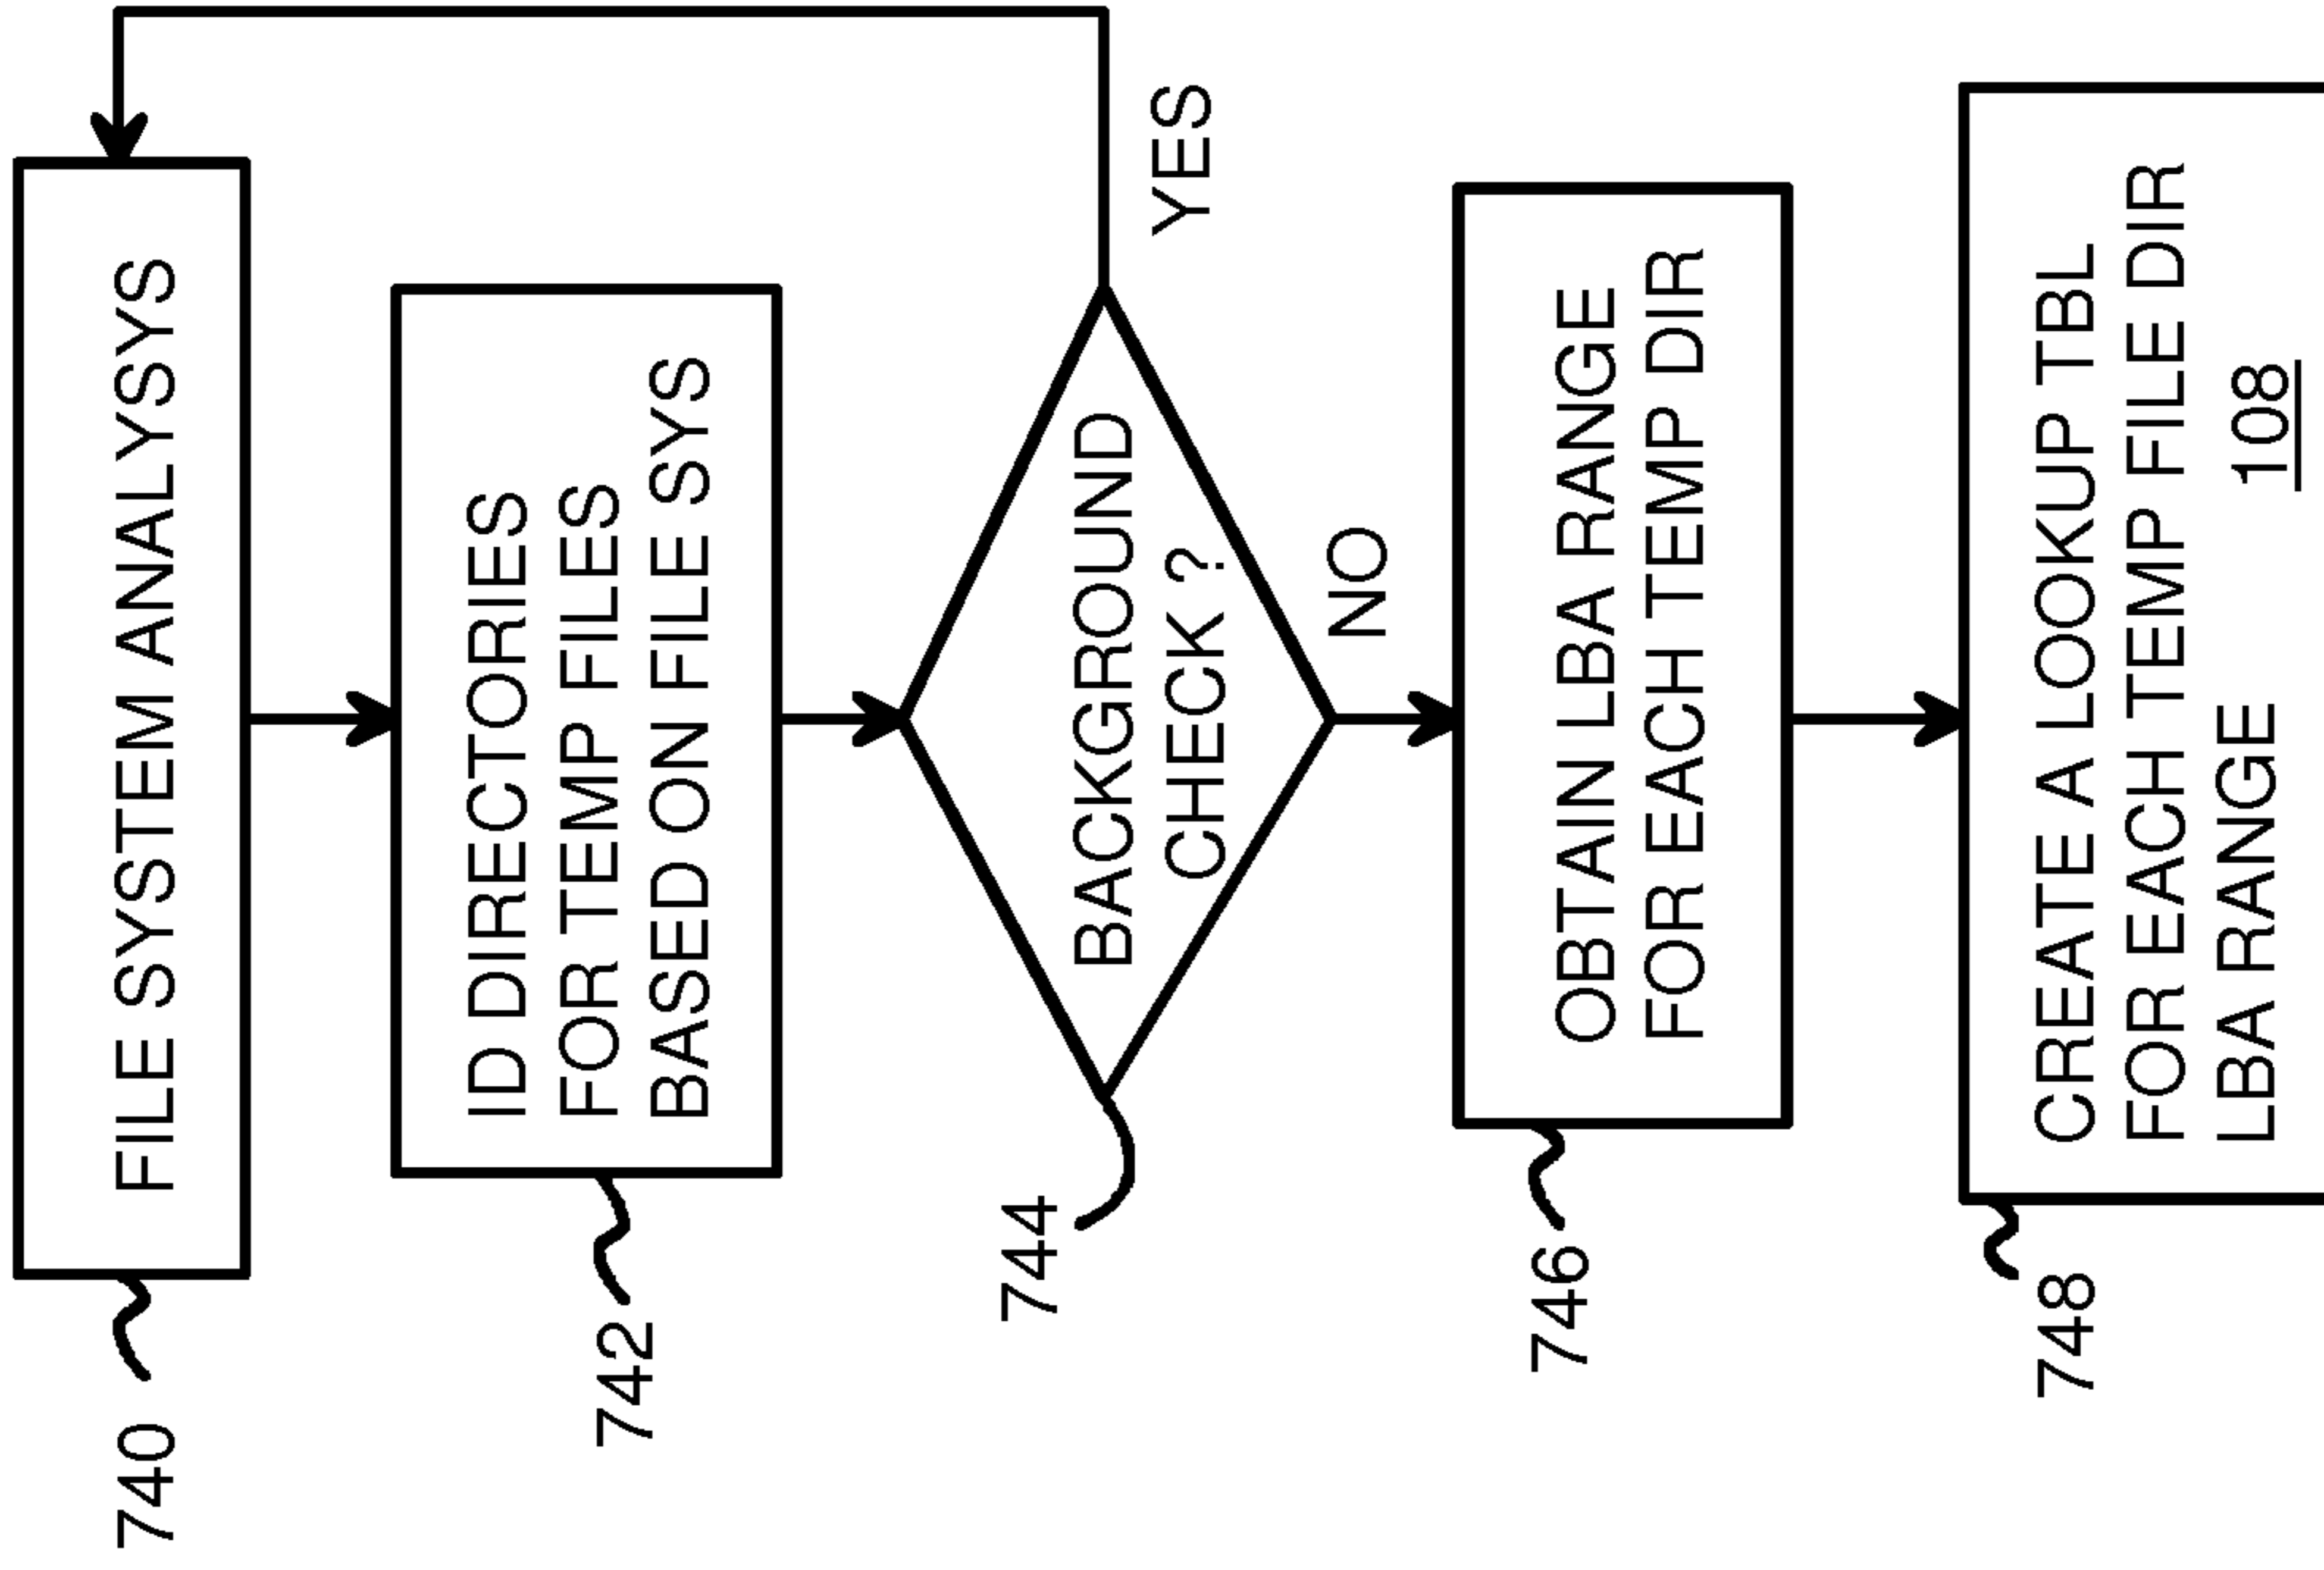 740
FILE SYSTEM ANALYSYS
742
ID DIRECTORIES
FOR TEMP FILES
BASED ON FILE SYS
744
BACKGROUND
CHECK ?
YES
NO
746
OBTAIN LBA RANGE
FOR EACH TEMP DIR
748
CREATE A LOOKUP TBL
FOR EACH TEMP FILE DIR
LBA RANGE
108